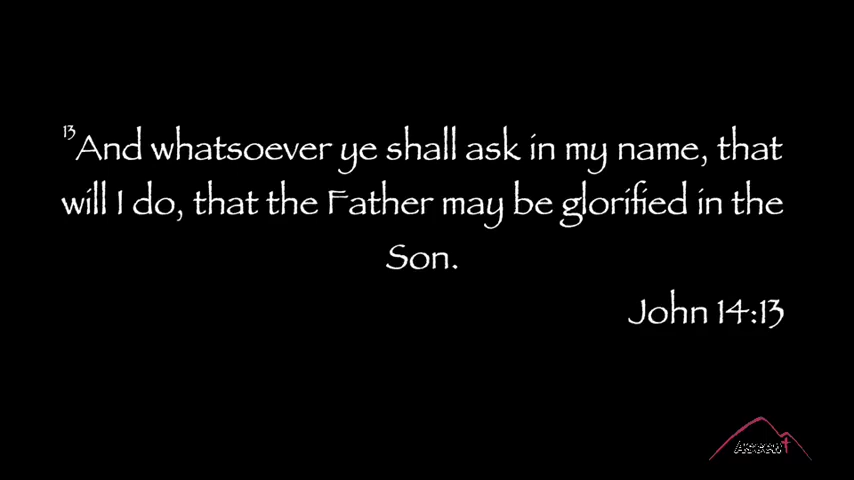 ¹³And whatsoever ye shall ask in my name, that
will I do, that the Father may be glorified in the
Son.
John 14:13
Ascent